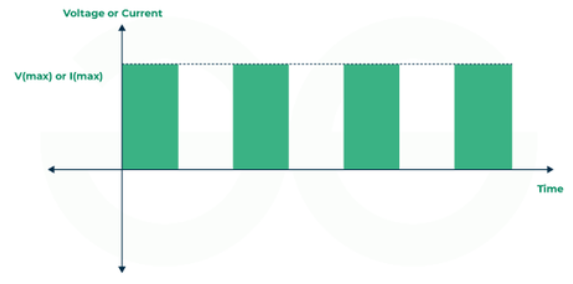 Voltage or Current
V(max) or I(max)
Time